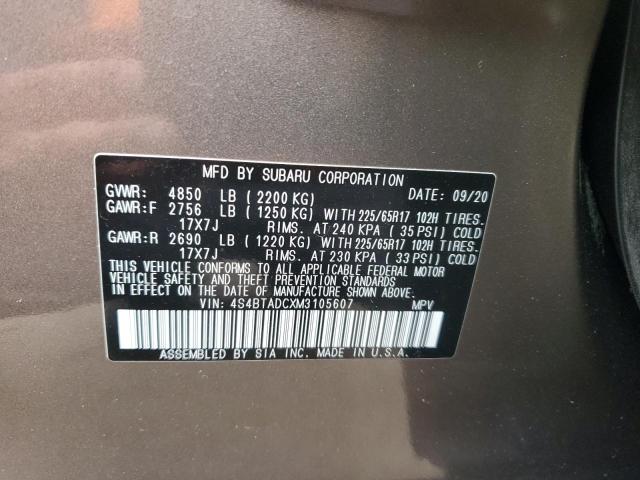 MFD BY SUBARU CORPORATION
GVWR: 4850 LB ( 2200 KG) DATE: 09/20
GAWR:F 2756 LB ( 1250 KG) WITH 225/65R17 102H TIRES.
17X7J RIMS. AT 240 KPA ( 35 PSI) COLD
GAWR:R 2690 LB ( 1220 KG) WITH 225/65R17 102H TIRES.
17X7J RIMS. AT 230 KPA ( 33 PSI) COLD
THIS VEHICLE CONFORMS TO ALL APPLICABLE FEDERAL MOTOR
VEHICLE SAFETY AND THEFT PREVENTION STANDARDS
IN EFFECT ON THE DATE OF MANUFACTURE SHOWN ABOVE.
VIN: 4S4BTADCXM3105607 MPV
ASSEMBLED BY SIA INC. MADE IN U.S.A.